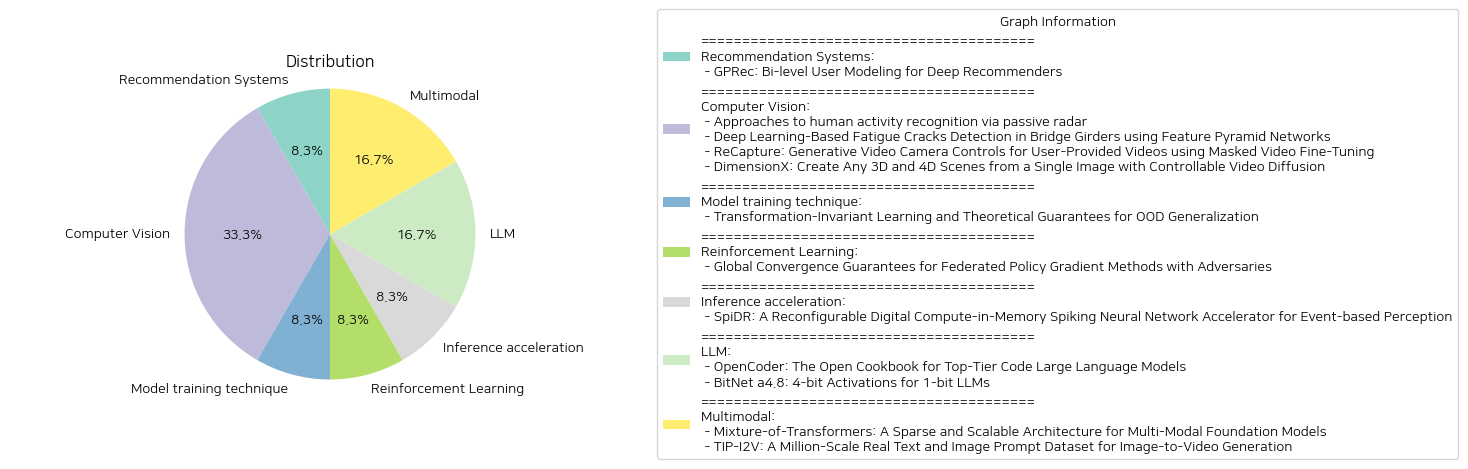 Distribution
Recommendation Systems
Multimodal
8.3%
16.7%
Computer Vision
33.3%
16.7%
LLM
8.3%
8.3%
8.3%
Inference acceleration
Model training technique
Reinforcement Learning
Graph Information
========================================
Recommendation Systems:
- GPRec: Bi-level User Modeling for Deep Recommenders
========================================
Computer Vision:
- Approaches to human activity recognition via passive radar
- Deep Learning-Based Fatigue Cracks Detection in Bridge Girders using Feature Pyramid Networks
- ReCapture: Generative Video Camera Controls for User-Provided Videos using Masked Video Fine-Tuning
- DimensionX: Create Any 3D and 4D Scenes from a Single Image with Controllable Video Diffusion
========================================
Model training technique:
- Transformation-Invariant Learning and Theoretical Guarantees for OOD Generalization
========================================
Reinforcement Learning:
- Global Convergence Guarantees for Federated Policy Gradient Methods with Adversaries
========================================
Inference acceleration:
- SpiDR: A Reconfigurable Digital Compute-in-Memory Spiking Neural Network Accelerator for Event-based Perception
========================================
LLM:
- OpenCoder: The Open Cookbook for Top-Tier Code Large Language Models
- BitNet a4.8: 4-bit Activations for 1-bit LLMs
========================================
Multimodal:
- Mixture-of-Transformers: A Sparse and Scalable Architecture for Multi-Modal Foundation Models
- TIP-I2V: A Million-Scale Real Text and Image Prompt Dataset for Image-to-Video Generation